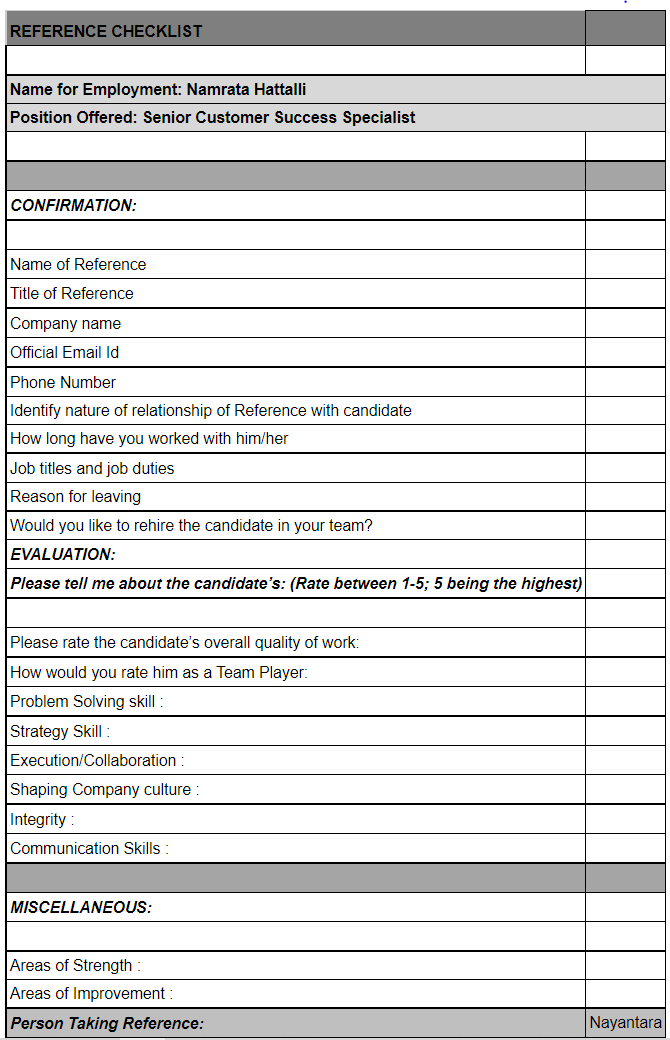 REFERENCE CHECKLIST
Name for Employment: Namrata Hattalli
Position Offered: Senior Customer Success Specialist
CONFIRMATION:
Name of Reference
Title of Reference
Company name
Official Email Id
Phone Number
Identify nature of relationship of Reference with candidate
How long have you worked with him/her
Job titles and job duties
Reason for leaving
Would you like to rehire the candidate in your team?
EVALUATION:
Please tell me about the candidate’s: (Rate between 1-5; 5 being the highest)
Please rate the candidate’s overall quality of work:
How would you rate him as a Team Player:
Problem Solving skill :
Strategy Skill :
Execution/Collaboration :
Shaping Company culture :
Integrity :
Communication Skills :
MISCELLANEOUS:
Areas of Strength :
Areas of Improvement :
Person Taking Reference: Nayantara